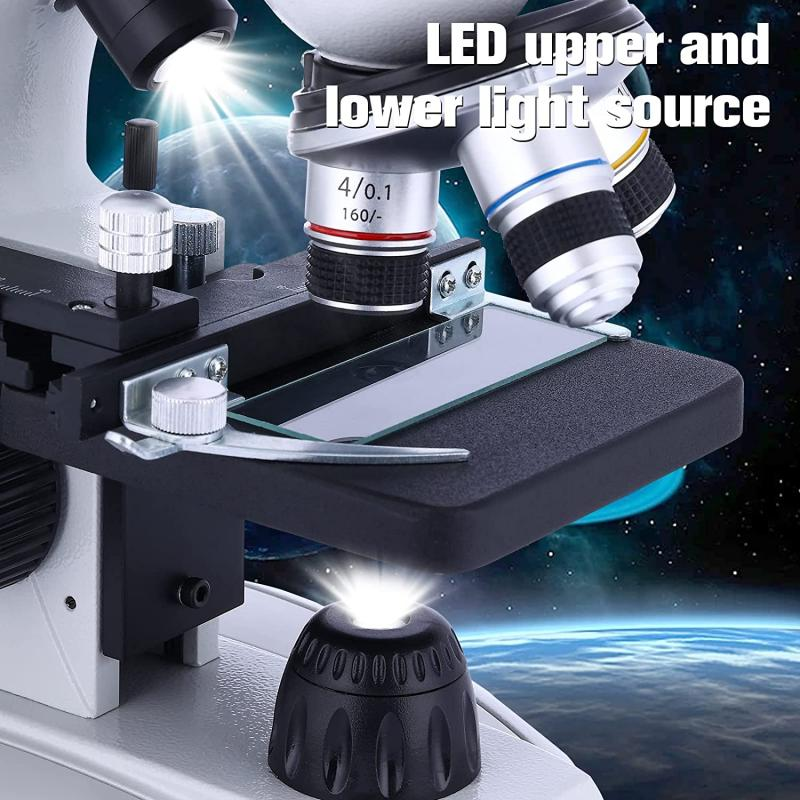 LED upper and
lower light source
4/0.1
160/-